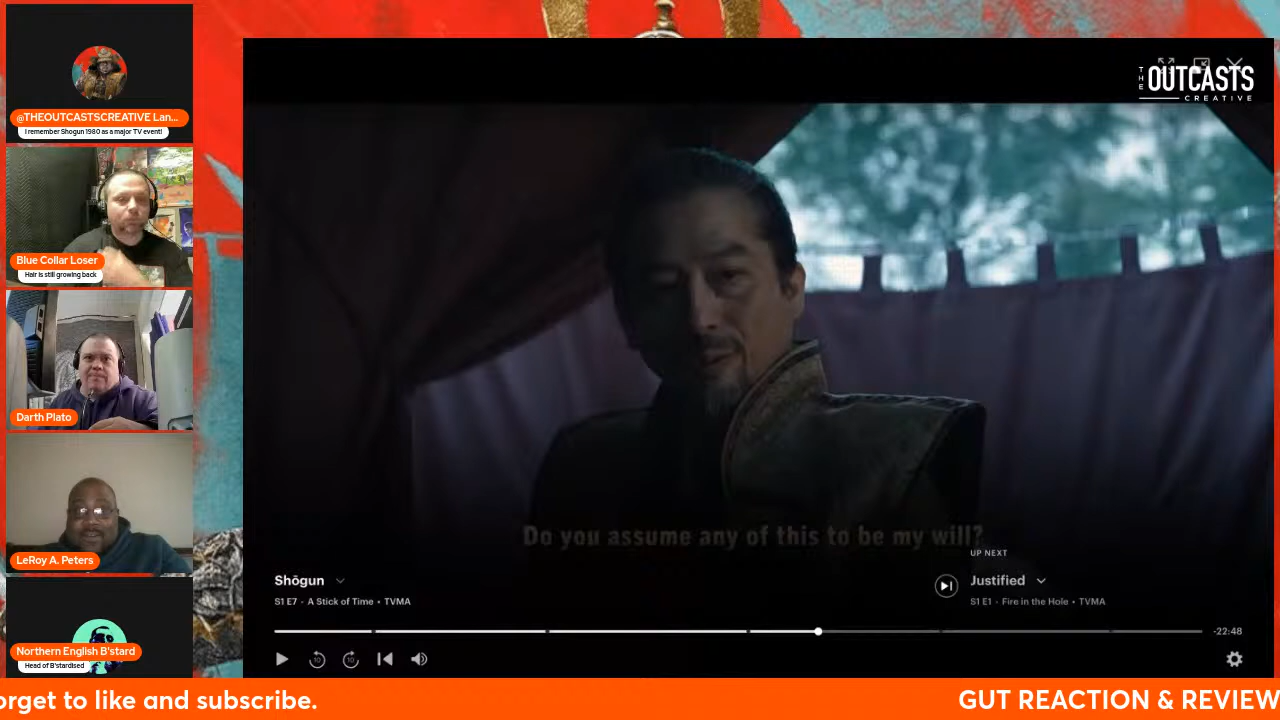 @THEOUTCASTSCREATIVE Lan...
I remember Shogun 1980 as a major TV event!
Blue Collar Loser
Hair is still growing back
Darth Plato
LeRoy A. Peters
Northern English B'stard
Head of B'stardised
THE OUTCASTS
CREATIVE
Do you assume any of this to be my will?
UP NEXT
Shōgun
S1 E7 • A Stick of Time • TVMA
Justified
S1 E1 • Fire in the Hole • TVMA
-22:48
10
10
orget to like and subscribe.
GUT REACTION & REVIEW